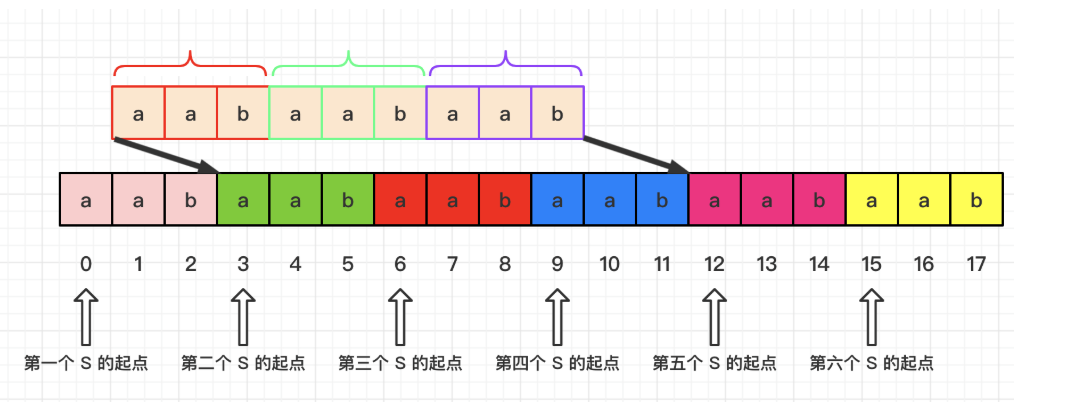 a a b a a b a a b
a a b a a b a a b a a b a a b a a b
0 1 2 3 4 5 6 7 8 9 10 11 12 13 14 15 16 17
第一个 S 的起点 第二个 S 的起点 第三个 S 的起点 第四个 S 的起点 第五个 S 的起点 第六个 S 的起点